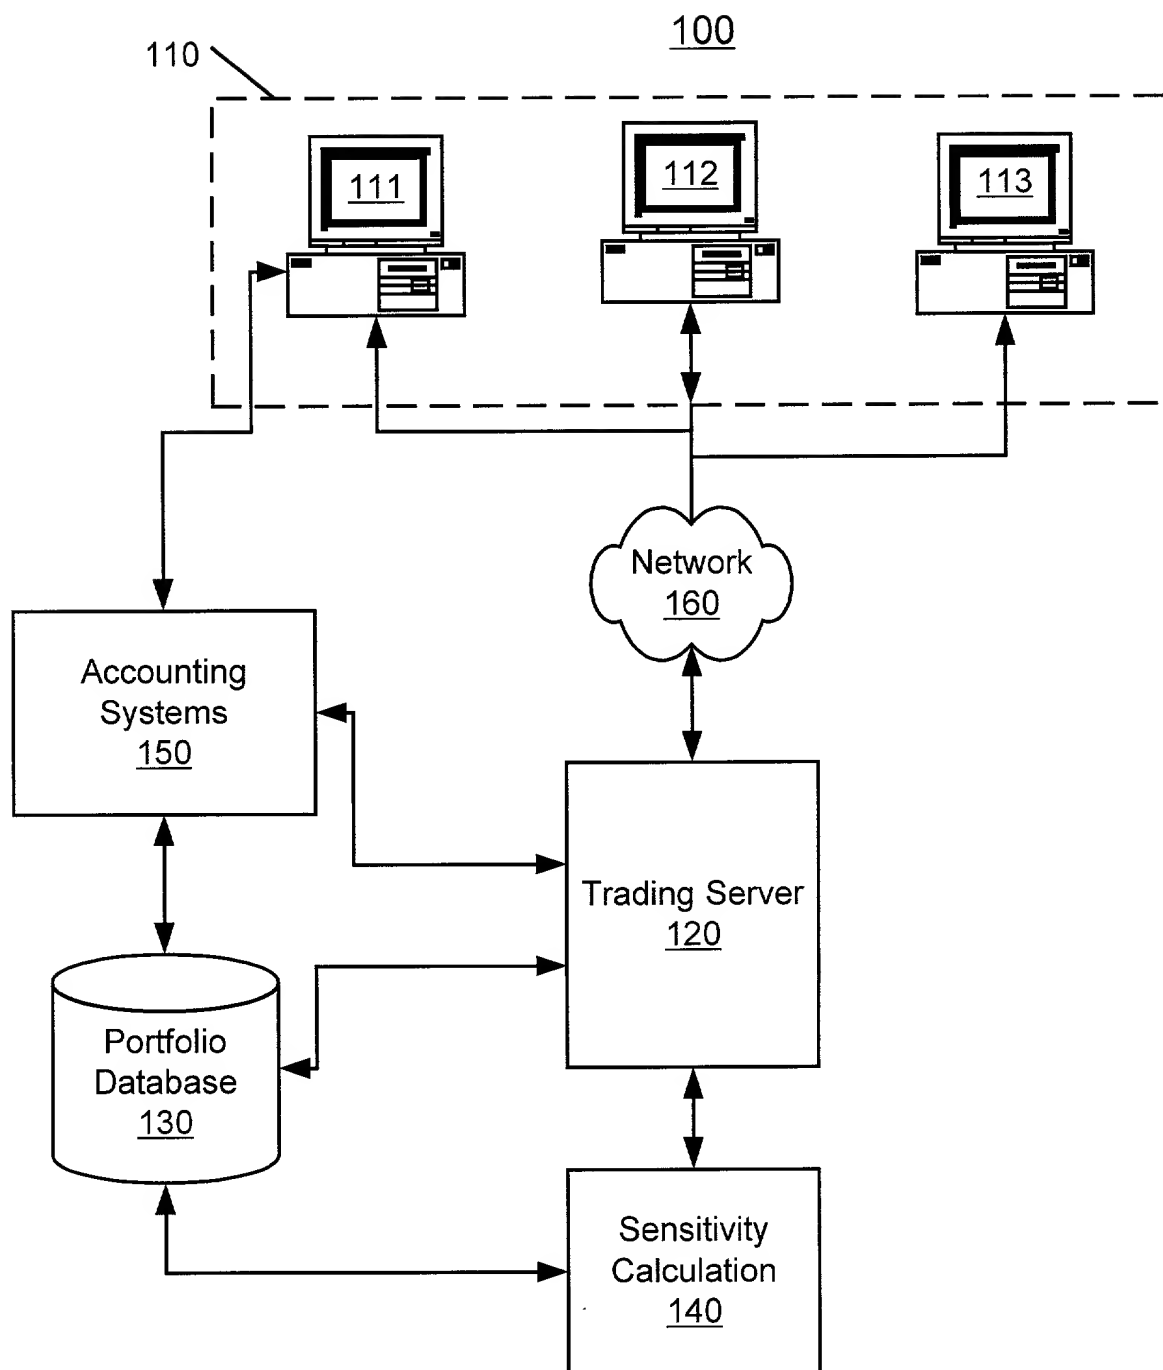 100
110
111
112
113
Network
160
Accounting
Systems
150
Trading Server
120
Portfolio
Database
130
Sensitivity
Calculation
140